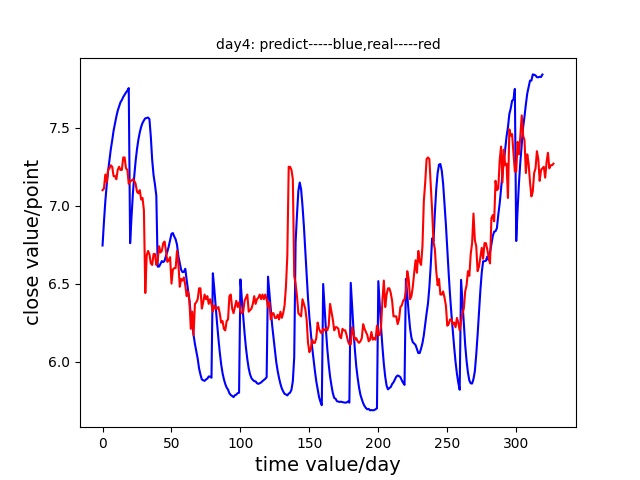 day4: predict-----blue,real-----red
7.5
7.0
6.5
6.0
close value/point
0 50 100 150 200 250 300
time value/day